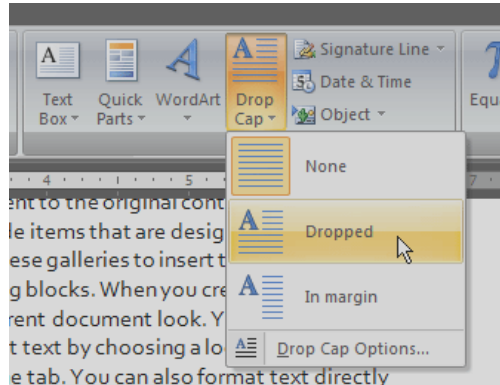 Text Box
Quick Parts
WordArt
Drop Cap
Signature Line
Date & Time
Object
Equ
4
5
7
None
Dropped
In margin
Drop Cap Options...
ent to the original cont
le items that are desig
ese galleries to insert t
g blocks. When you cre
rent document look. Y
t text by choosing a lo
e tab. You can also format text directly